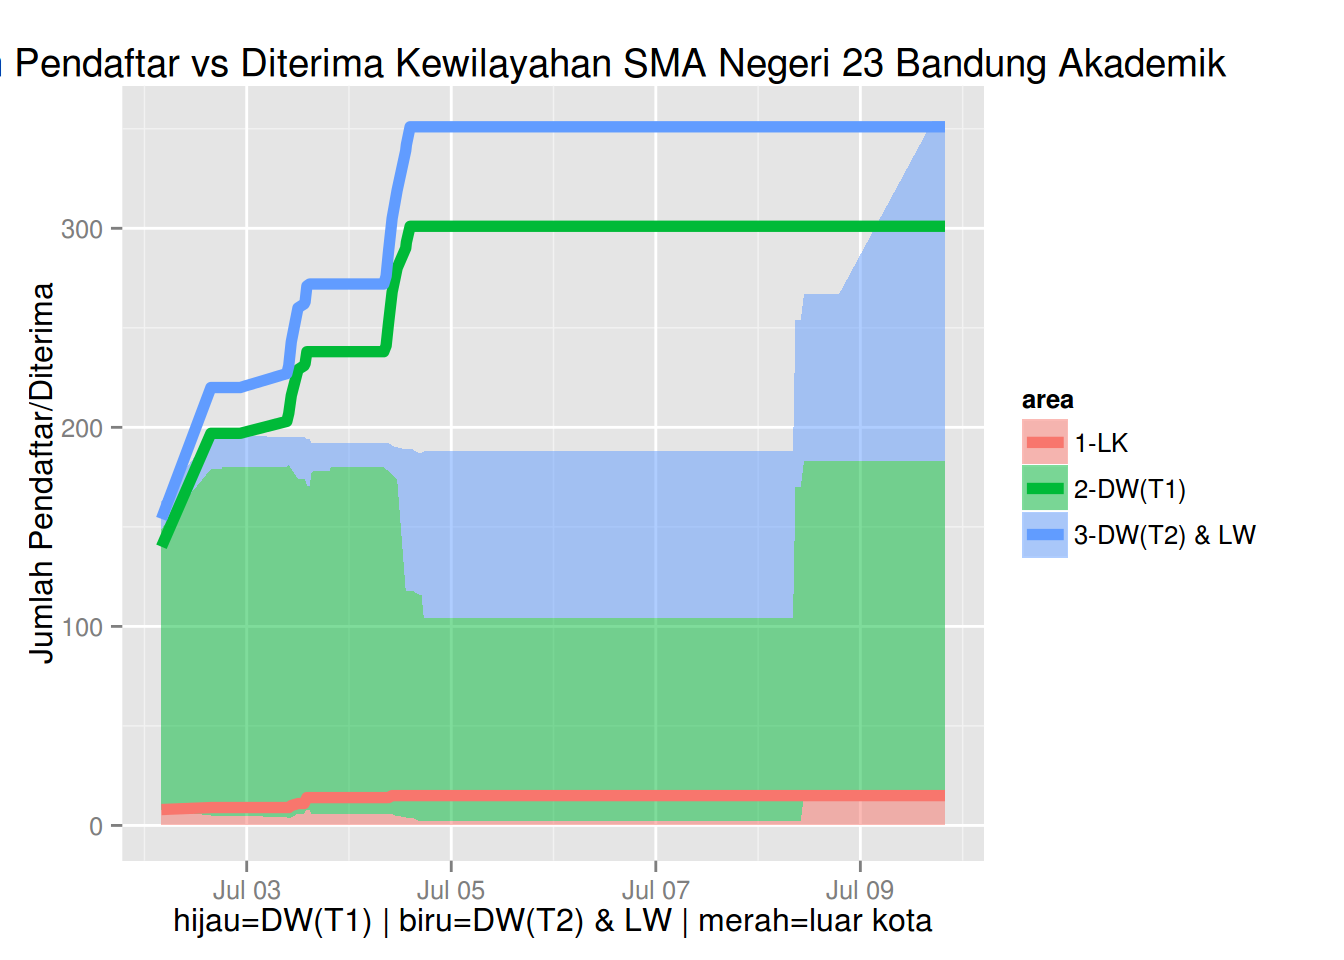 Pendaftar vs Diterima Kewilayahan SMA Negeri 23 Bandung Akademik
Jumlah Pendaftar/Diterima
300
200
100
0
Jul 03
Jul 05
Jul 07
Jul 09
hijau=DW(T1) | biru=DW(T2) & LW | merah=luar kota
area
1-LK
2-DW(T1)
3-DW(T2) & LW